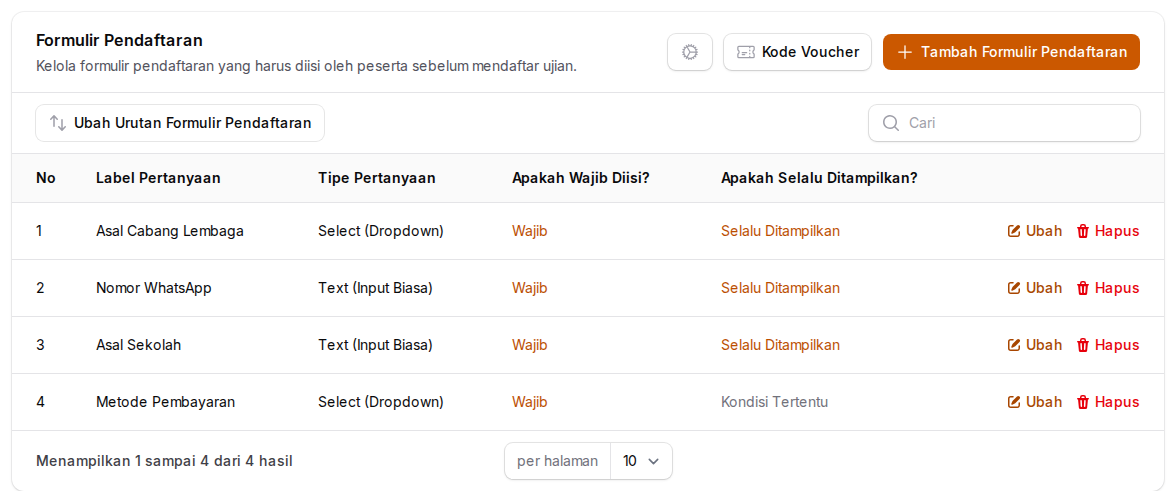 Formulir Pendaftaran
Kelola formulir pendaftaran yang harus diisi oleh peserta sebelum mendaftar ujian.
Kode Voucher
Tambah Formulir Pendaftaran
Ubah Urutan Formulir Pendaftaran
Cari
No Label Pertanyaan Tipe Pertanyaan Apakah Wajib Diisi? Apakah Selalu Ditampilkan?
1 Asal Cabang Lembaga Select (Dropdown) Wajib Selalu Ditampilkan Ubah Hapus
2 Nomor WhatsApp Text (Input Biasa) Wajib Selalu Ditampilkan Ubah Hapus
3 Asal Sekolah Text (Input Biasa) Wajib Selalu Ditampilkan Ubah Hapus
4 Metode Pembayaran Select (Dropdown) Wajib Kondisi Tertentu Ubah Hapus
Menampilkan 1 sampai 4 dari 4 hasil per halaman 10